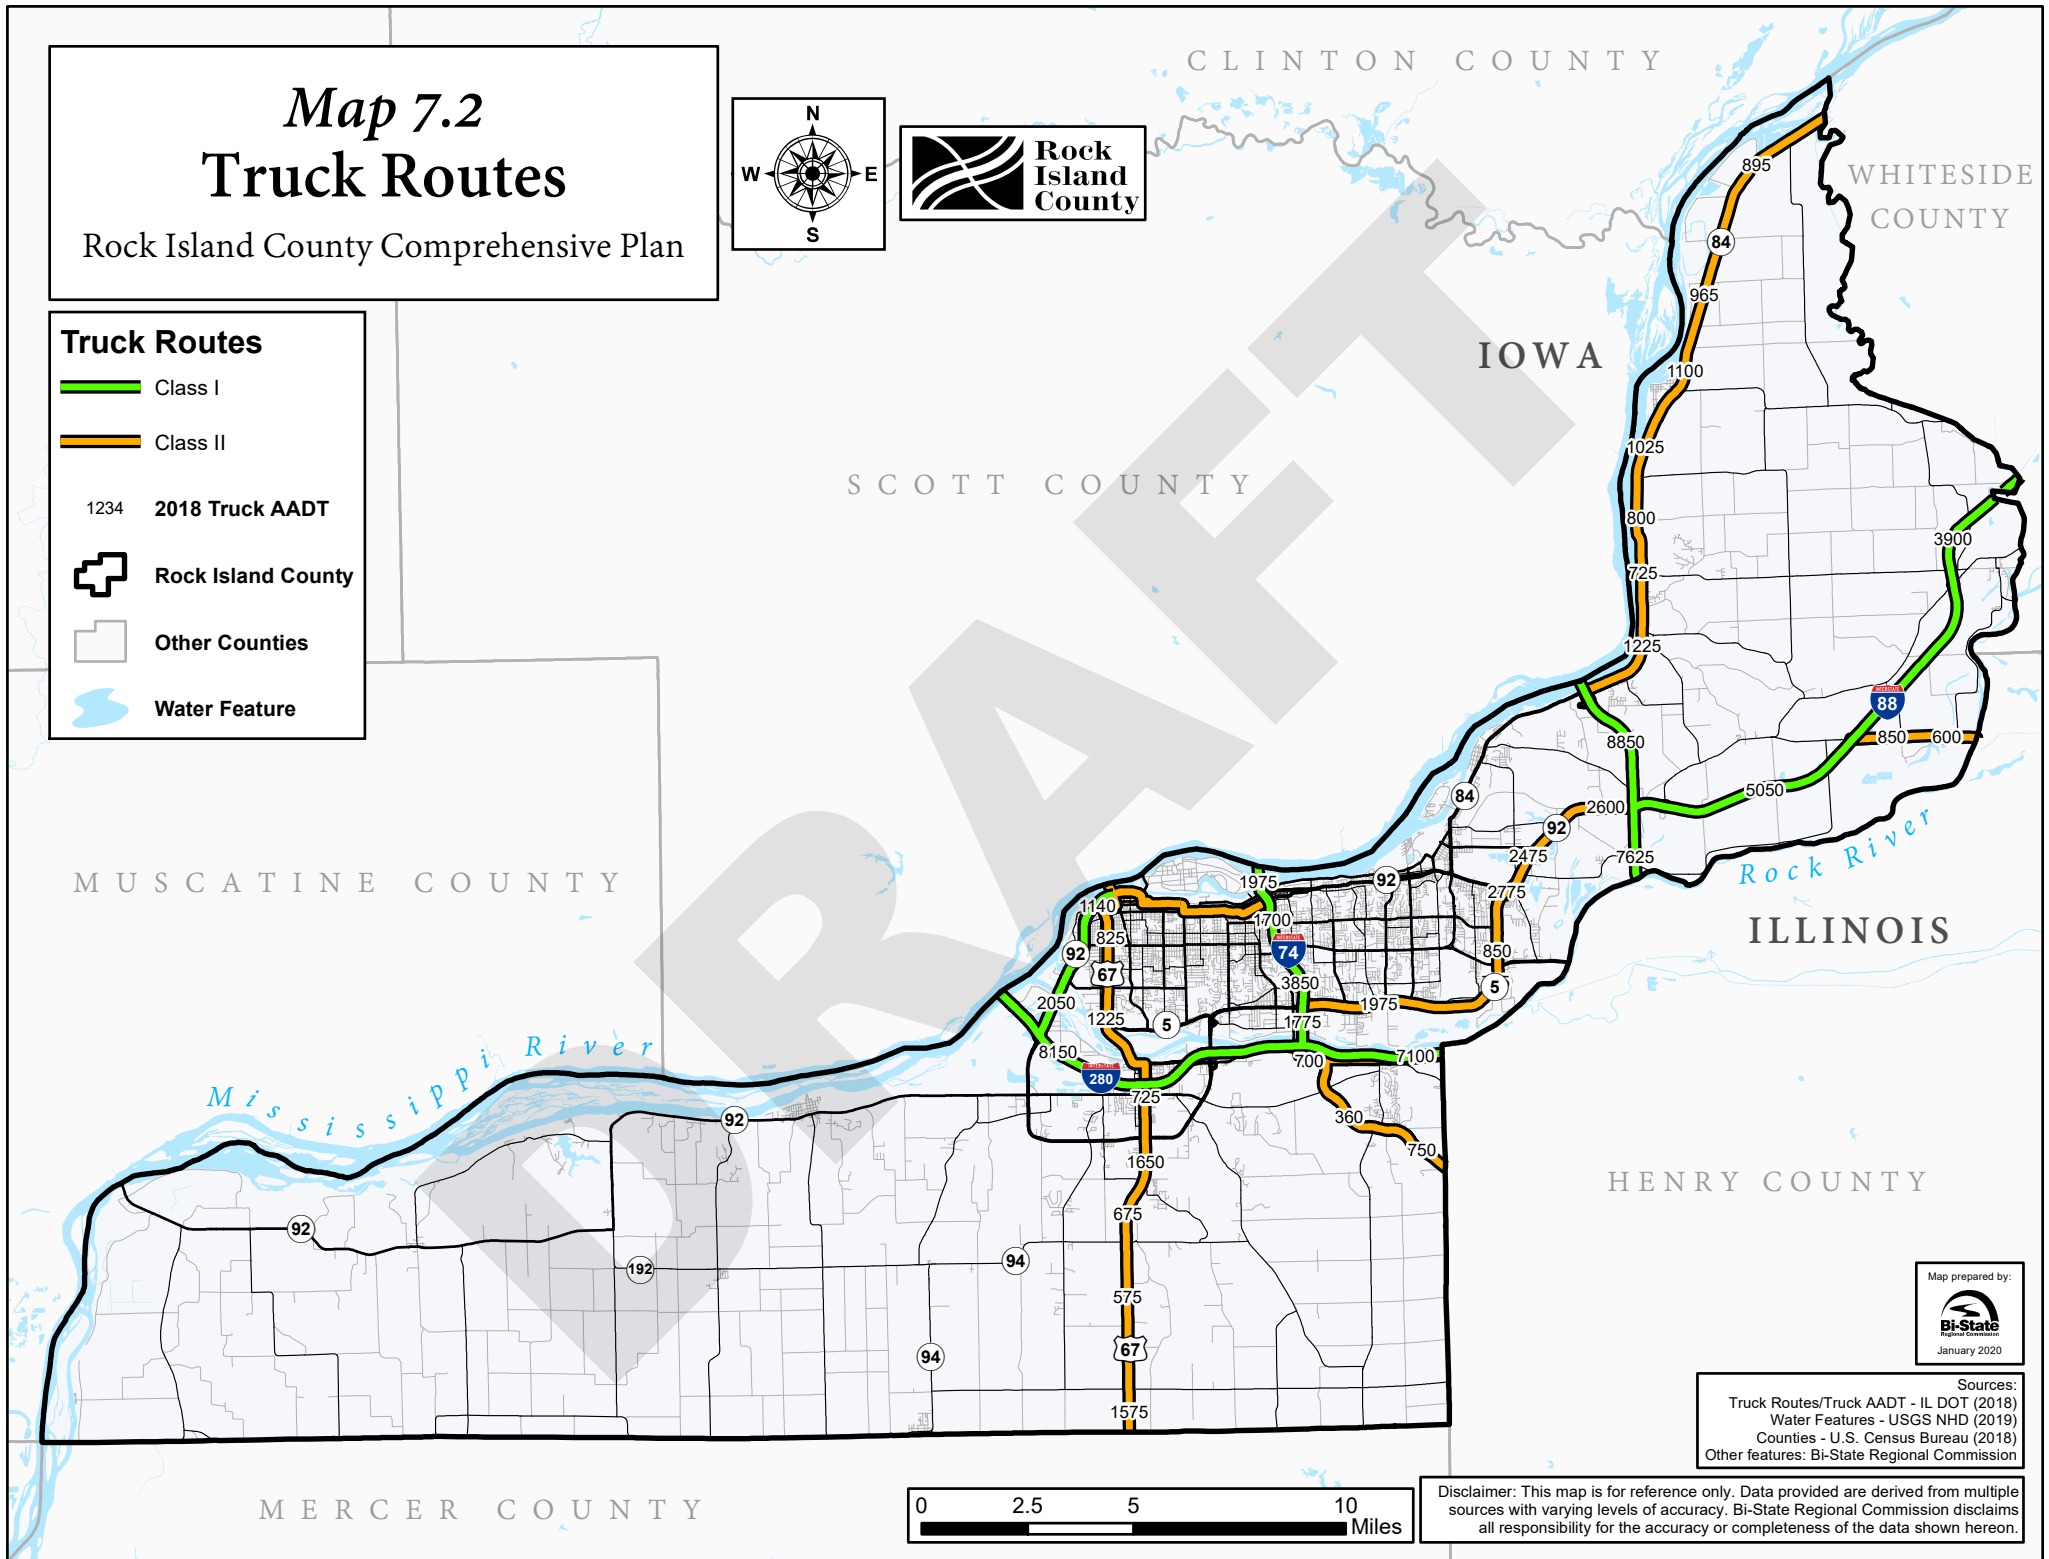 Map 7.2
Truck Routes
Rock Island County Comprehensive Plan
N
W
E
S
Rock
Island
County
CLINTON COUNTY
WHITESIDE
COUNTY
Truck Routes
Class I
Class II
1234
2018 Truck AADT
Rock Island County
Other Counties
Water Feature
DRAFT
IOWA
SCOTT COUNTY
MUSCATINE COUNTY
ILLINOIS
HENRY COUNTY
MERCER COUNTY
Mississippi River
Rock River
895
84
965
1100
1025
800
725
1225
3900
INTERSTATE
88
850
600
8850
5050
84
2600
92
2475
7625
2775
92
1975
1140
1700
825
850
92
INTERSTATE
74
67
3850
5
2050
1975
1225
5
1775
8150
700
7100
INTERSTATE
280
725
92
360
750
1650
675
92
94
192
575
67
94
1575
Map prepared by:
Bi-State
Regional Commission
January 2020
Sources:
Truck Routes/Truck AADT - IL DOT (2018)
Water Features - USGS NHD (2019)
Counties - U.S. Census Bureau (2018)
Other features: Bi-State Regional Commission
0
2.5
5
10
Miles
Disclaimer: This map is for reference only. Data provided are derived from multiple
sources with varying levels of accuracy. Bi-State Regional Commission disclaims
all responsibility for the accuracy or completeness of the data shown hereon.